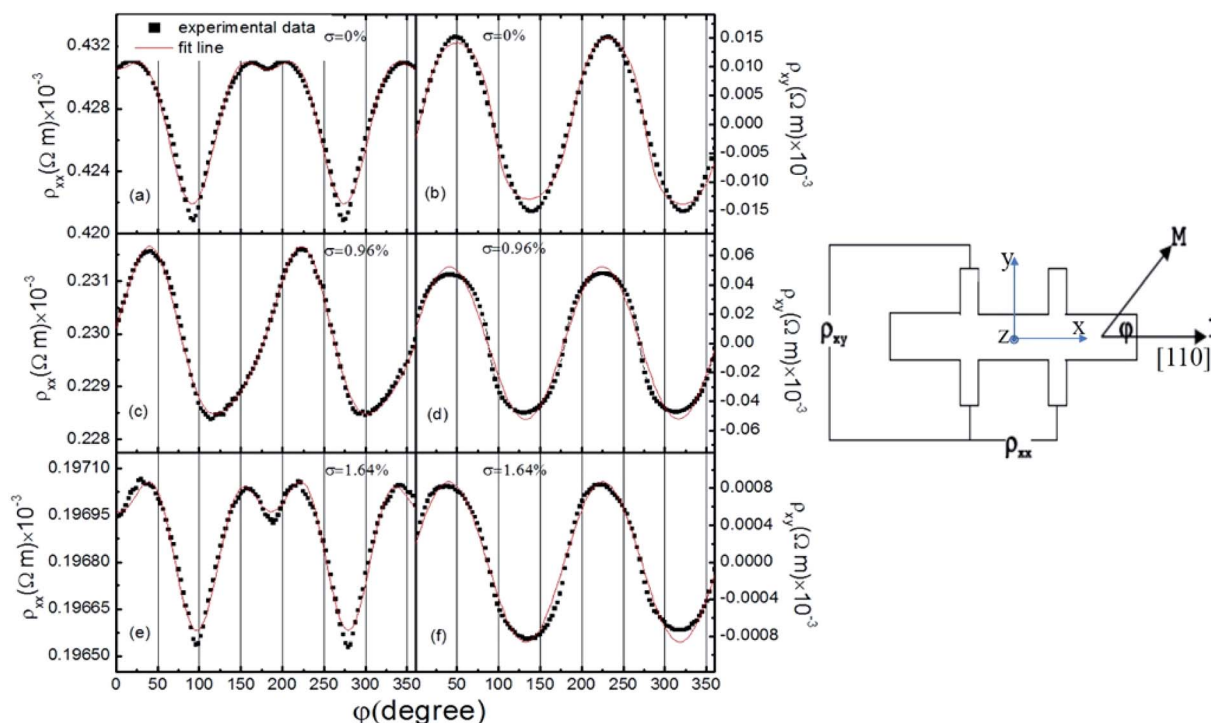 experimental data
fit line
σ=0%
σ=0%
0.432
0.428
0.424
0.420
ρxx(Ω m)×10-3
(a)
(b)
0.015
0.010
0.005
0.000
-0.005
-0.010
-0.015
ρxy(Ω m)×10-3
σ=0.96%
σ=0.96%
0.231
0.230
0.229
0.228
ρxx(Ω m)×10-3
(c)
(d)
0.06
0.04
0.02
0.00
-0.02
-0.04
-0.06
ρxy(Ω m)×10-3
σ=1.64%
σ=1.64%
0.19710
0.19695
0.19680
0.19665
0.19650
ρxx(Ω m)×10-3
(e)
(f)
0.0008
0.0004
0.0000
-0.0004
-0.0008
ρxy(Ω m)×10-3
0 50 100 150 200 250 300 350 50 100 150 200 250 300 350
φ(degree)
M
y
x
z
φ
[110]
ρxy
ρxx